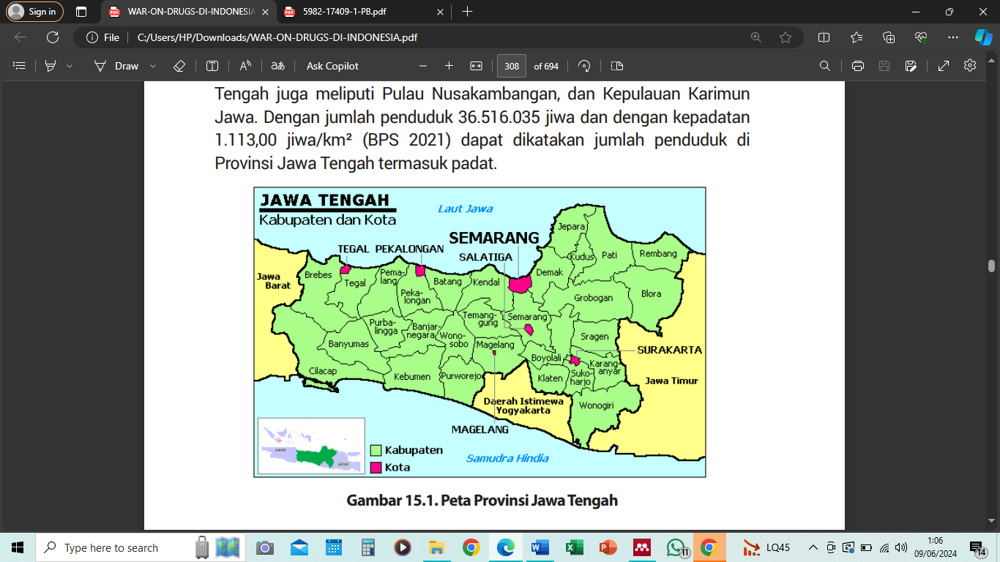 Sign in
WAR-ON-DRUGS-DI-INDONESIA
5982-17409-1-PB.pdf
File
C:/Users/HP/Downloads/WAR-ON-DRUGS-DI-INDONESIA.pdf
Draw
Ask Copilot
308 of 694
Tengah juga meliputi Pulau Nusakambangan, dan Kepulauan Karimun
Jawa. Dengan jumlah penduduk 36.516.035 jiwa dan dengan kepadatan
1.113,00 jiwa/km² (BPS 2021) dapat dikatakan jumlah penduduk di
Provinsi Jawa Tengah termasuk padat.
JAWA TENGAH
Kabupaten dan Kota
Laut Jawa
SEMARANG
TEGAL PEKALONGAN
SALATIGA
Jepara
Kudus
Pati
Rembang
Jawa
Barat
Brebes
Tegal
Pema-
lang
Peka-
longan
Batang
Kendal
Demak
Grobogan
Blora
Purba-
lingga
Banjar-
negara
Wono-
sobo
Temang-
gung
Semarang
Magelang
Banyumas
Sragen
Boyolali
SURAKARTA
Karang-
anyar
Cilacap
Kebumen
Purworejo
Klaten
Suko-
harjo
Jawa Timur
Daerah Istimewa
Yogyakarta
Wonogiri
MAGELANG
Kabupaten
Kota
Samudra Hindia
Gambar 15.1. Peta Provinsi Jawa Tengah
Type here to search
11
LQ45
1:06
09/06/2024
14